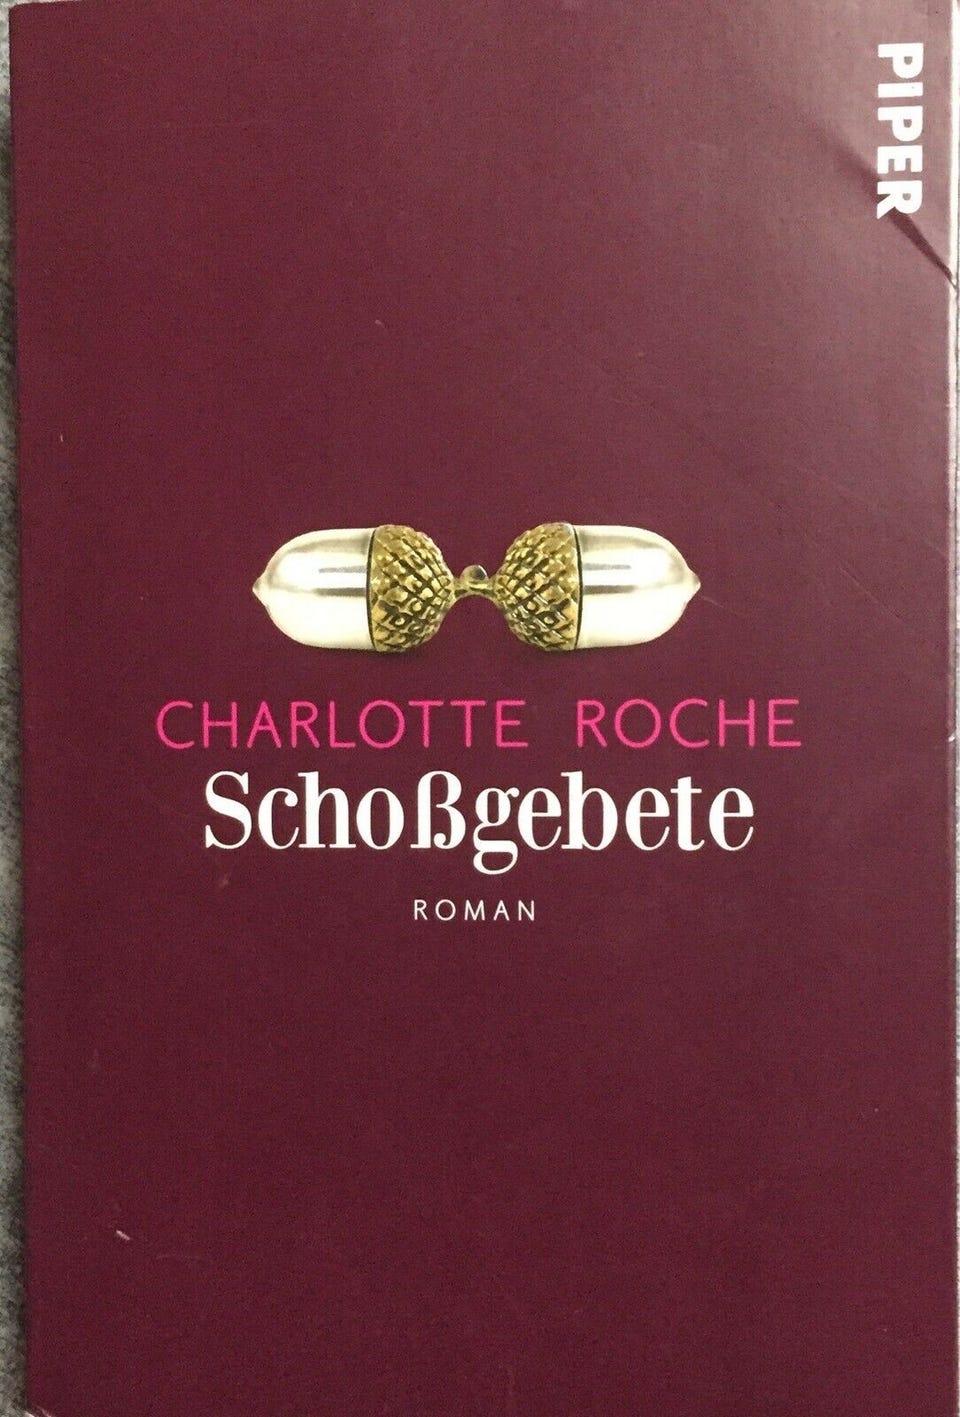 PIPER
CHARLOTTE ROCHE
Schoßgebete
ROMAN